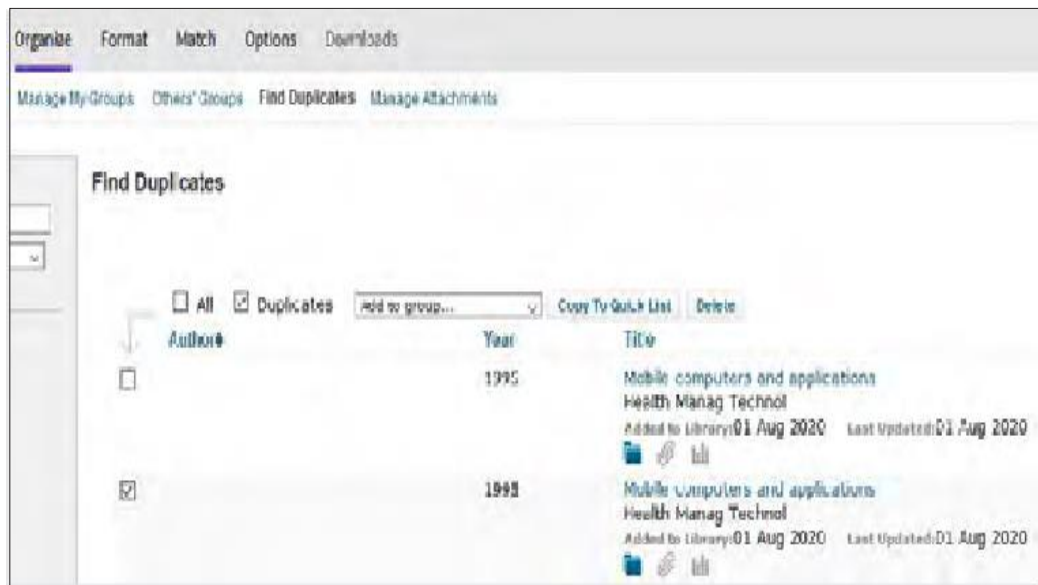 Organize Format Match Options Downloads
Manage My Groups Others' Groups Find Duplicates Manage Attachments
Find Duplicates
All Duplicates Add to group... Copy To Quick List Delete
Author Year Title
1995 Mobile computers and applications
Health Manag Technol
Added to Library:01 Aug 2020 Last Updated:01 Aug 2020
Mobile computers and applications
Health Manag Technol
Added to Library:01 Aug 2020 Last Updated:01 Aug 2020